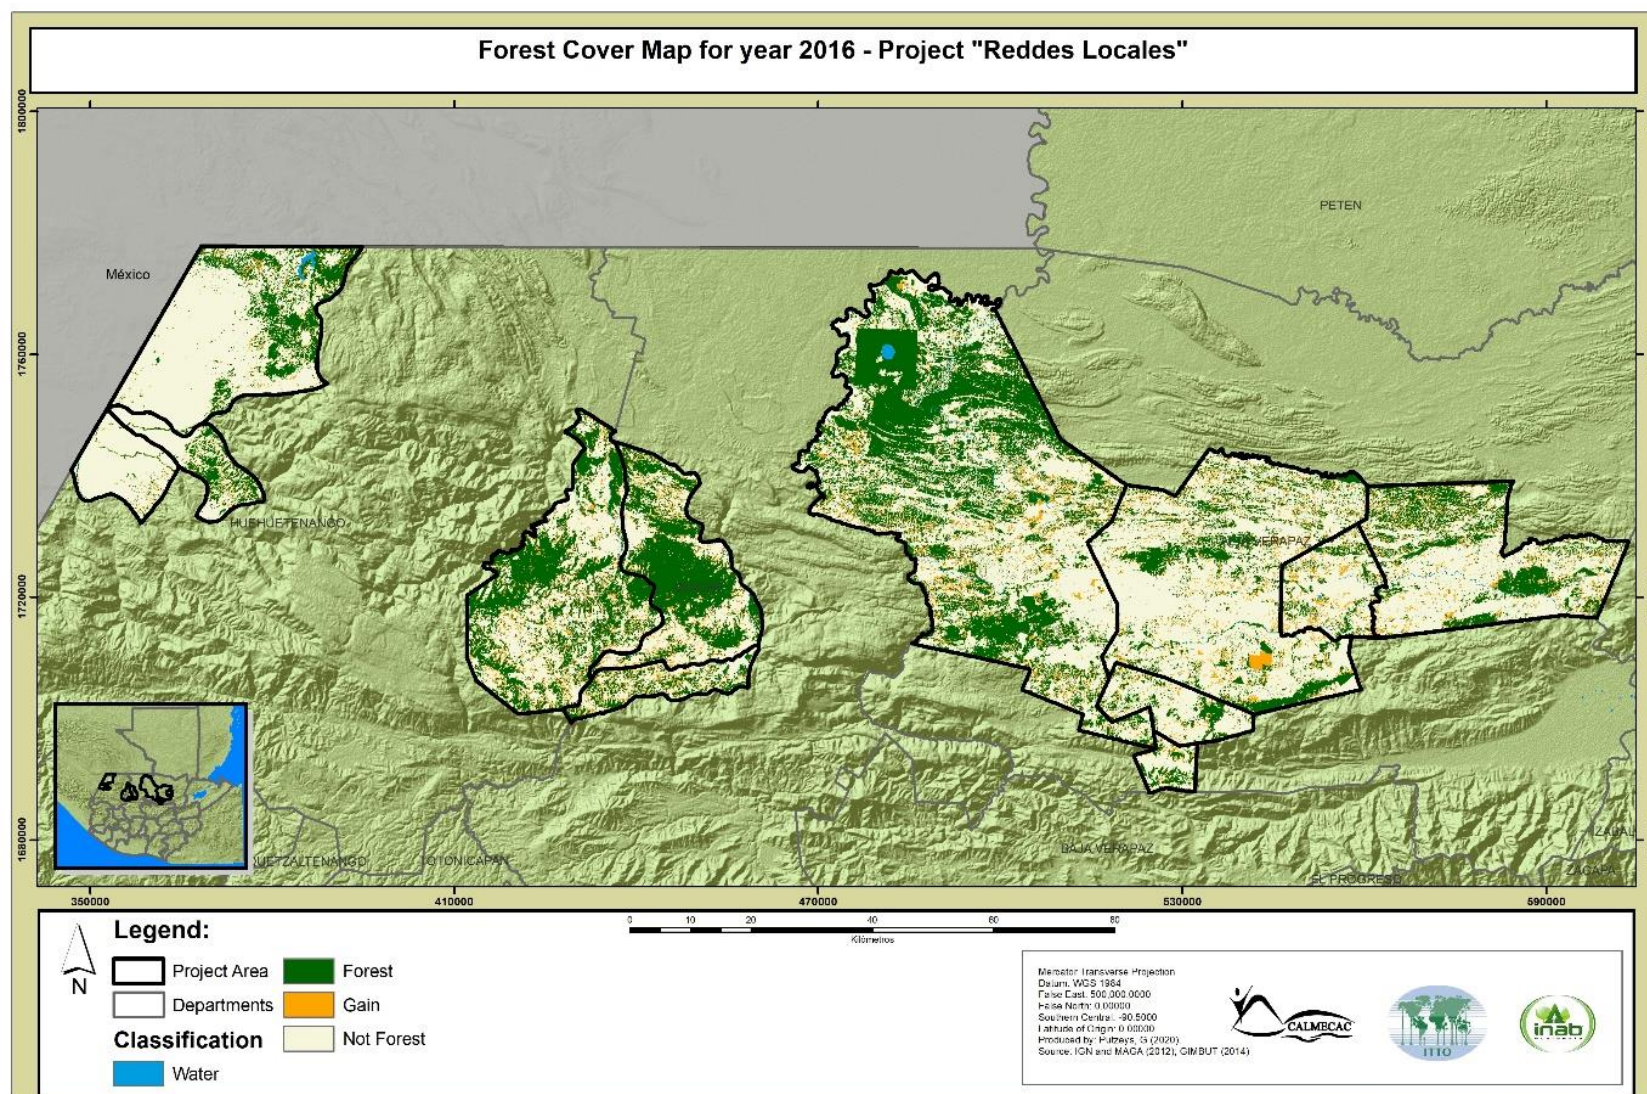 Forest Cover Map for year 2016 - Project "Reddes Locales"
1800000
1760000
1720000
1680000
PETEN
México
HUEHUETENANGO
VERAPAZ
QUETZALTENANGO
TOTONICAPAN
BAJA VERAPAZ
EL PROGRESO
ZACAPA
IZABAL
350000 410000 470000 530000 590000
0 10 20 40 60 80
Kilómetros
N
Legend:
Project Area
Departments
Classification
Water
Forest
Gain
Not Forest
Mercator Transverse Projection
Datum: WGS 1984
False East: 500,000.0000
False North: 0.00000
Southern Central: -90.5000
Latitude of Origin: 0.00000
Produced by: Putzeys, G (2020)
Source: IGN and MAGA (2012), GIMBUT (2014)
CALMECAC
ITTO
inab